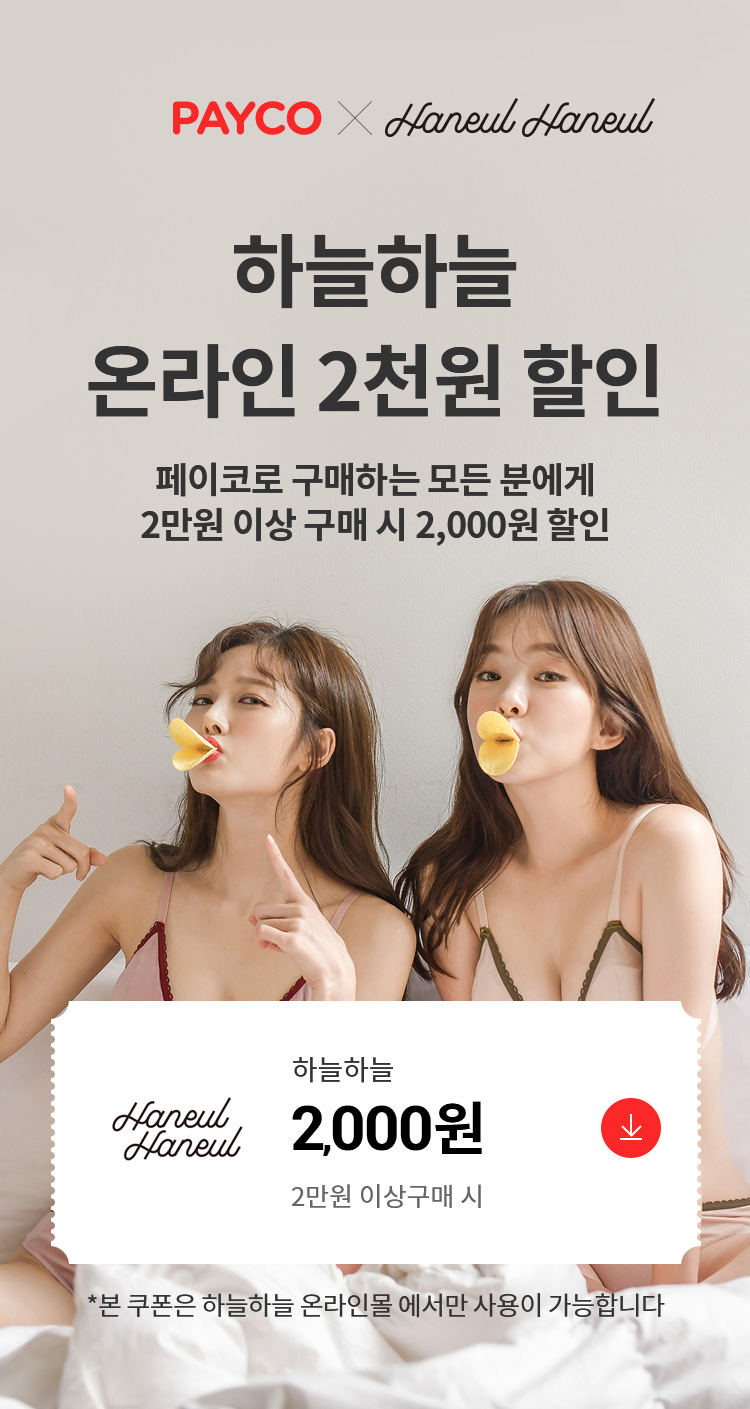 PAYCO × Haneul Haneul
하늘하늘
온라인 2천원 할인
페이코로 구매하는 모든 분에게
2만원 이상 구매 시 2,000원 할인
Haneul
Haneul
하늘하늘
2,000원
2만원 이상구매 시
*본 쿠폰은 하늘하늘 온라인몰 에서만 사용이 가능합니다